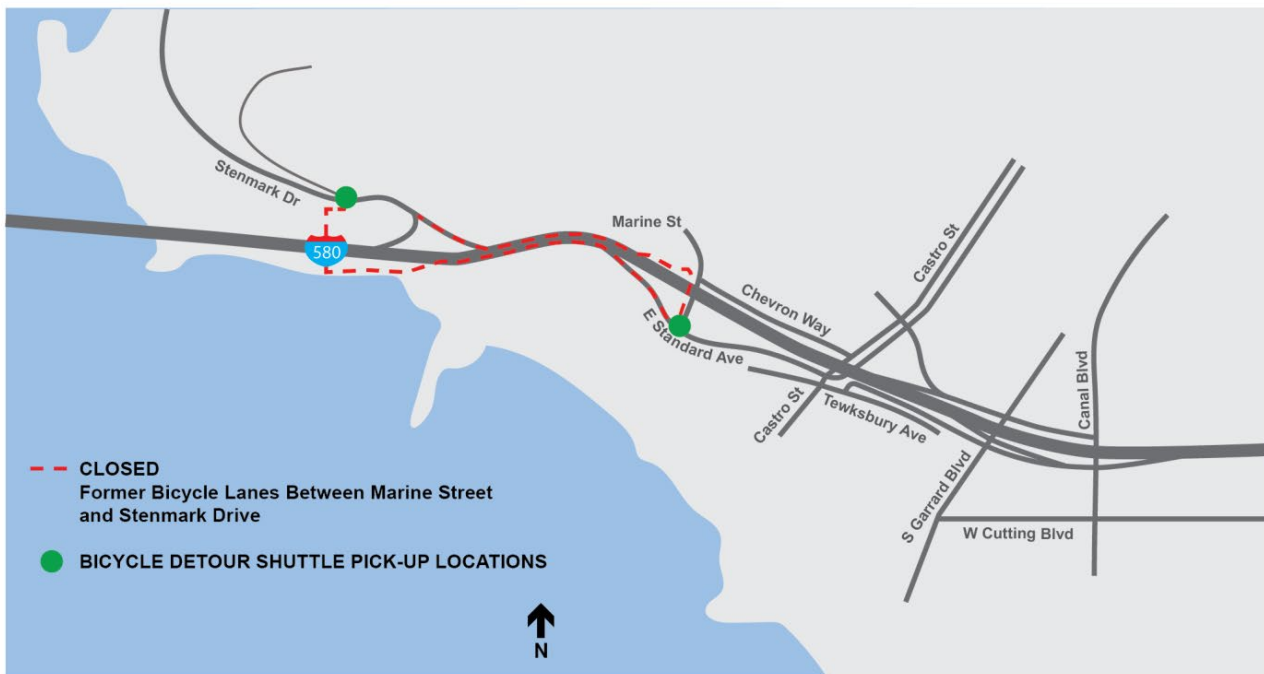 Stenmark Dr
580
Marine St
Castro St
Chevron Way
E Standard Ave
Canal Blvd
Castro St
Tewksbury Ave
S Garrard Blvd
W Cutting Blvd
CLOSED
Former Bicycle Lanes Between Marine Street
and Stenmark Drive
BICYCLE DETOUR SHUTTLE PICK-UP LOCATIONS
N